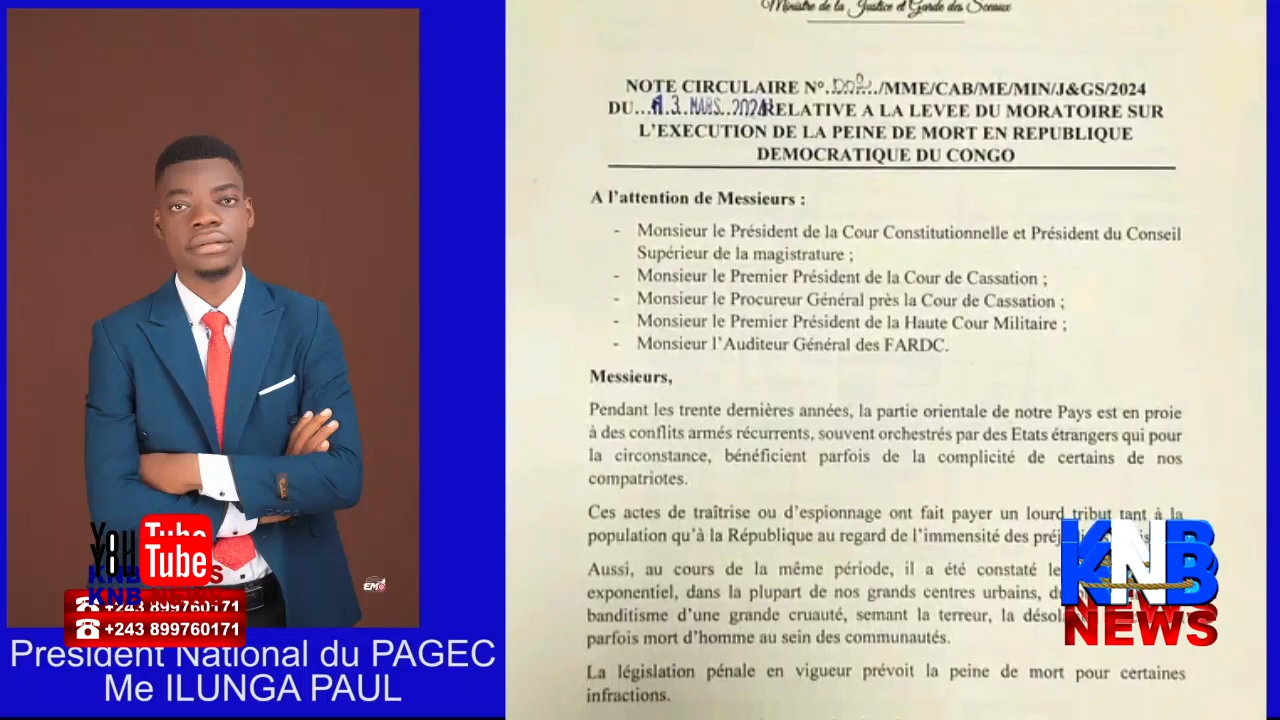 Ministre de la Justice et Garde des Sceaux
NOTE CIRCULAIRE N°..002../MME/CAB/ME/MIN/J&GS/2024
DU...13 MARS 2024 RELATIVE A LA LEVEE DU MORATOIRE SUR
L'EXECUTION DE LA PEINE DE MORT EN REPUBLIQUE
DEMOCRATIQUE DU CONGO
A l'attention de Messieurs :
- Monsieur le Président de la Cour Constitutionnelle et Président du Conseil
Supérieur de la magistrature ;
- Monsieur le Premier Président de la Cour de Cassation ;
- Monsieur le Procureur Général près la Cour de Cassation ;
- Monsieur le Premier Président de la Haute Cour Militaire ;
- Monsieur l'Auditeur Général des FARDC.
Messieurs,
Pendant les trente dernières années, la partie orientale de notre Pays est en proie
à des conflits armés récurrents, souvent orchestrés par des Etats étrangers qui pour
la circonstance, bénéficient parfois de la complicité de certains de nos
compatriotes.
Ces actes de traîtrise ou d'espionnage ont fait payer un lourd tribut tant à la
population qu'à la République au regard de l'immensité des
Aussi, au cours de la même période, il a été constaté
exponentiel, dans la plupart de nos grands centres urbains,
banditisme d'une grande cruauté, semant la terreur, la
parfois mort d'homme au sein des communautés.
La législation pénale en vigueur prévoit la peine de mort pour certaines
infractions.
KNB
NEWS
YouTube
KNB NEWS
+243 899760171
+243 899760171
EMO
President National du PAGEC
Me ILUNGA PAUL